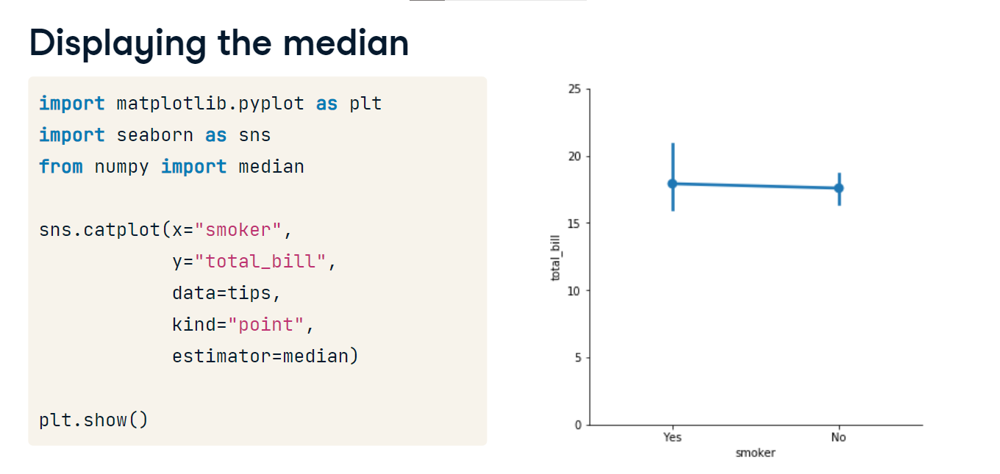 Displaying the median
import matplotlib.pyplot as plt
import seaborn as sns
from numpy import median
sns.catplot(x="smoker",
y="total_bill",
data=tips,
kind="point",
estimator=median)
plt.show()
25
20
15
10
5
0
total_bill
Yes No
smoker